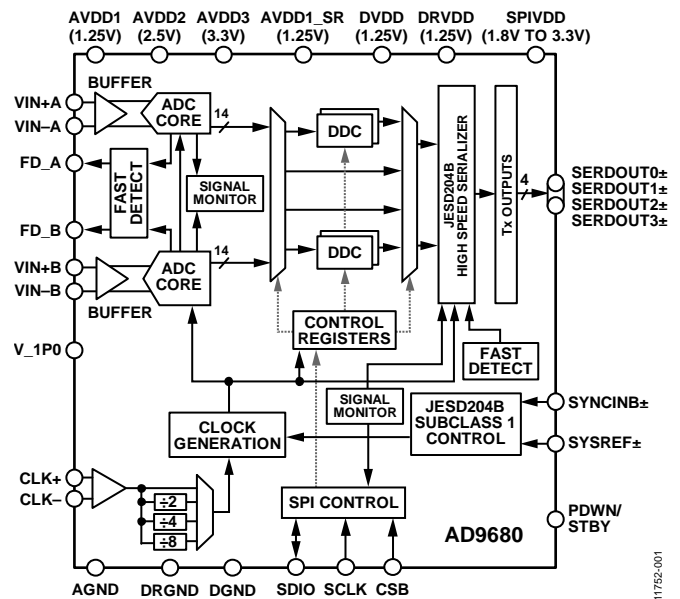 AVDD1 AVDD2 AVDD3 AVDD1_SR DVDD DRVDD SPIVDD
(1.25V) (2.5V) (3.3V) (1.25V) (1.25V) (1.25V) (1.8V TO 3.3V)
BUFFER
VIN+A
VIN–A
ADC
CORE
14
DDC
FD_A
FAST
DETECT
SIGNAL
MONITOR
JESD204B
HIGH SPEED SERIALIZER
Tx OUTPUTS
4
SERDOUT0±
SERDOUT1±
SERDOUT2±
SERDOUT3±
FD_B
VIN+B
VIN–B
ADC
CORE
14
DDC
BUFFER
CONTROL
REGISTERS
V_1P0
FAST
DETECT
SIGNAL
MONITOR
JESD204B
SUBCLASS 1
CONTROL
SYNCINB±
SYSREF±
CLOCK
GENERATION
CLK+
CLK–
÷2
÷4
÷8
SPI CONTROL
PDWN/
STBY
AD9680
AGND DRGND DGND SDIO SCLK CSB
11752-001